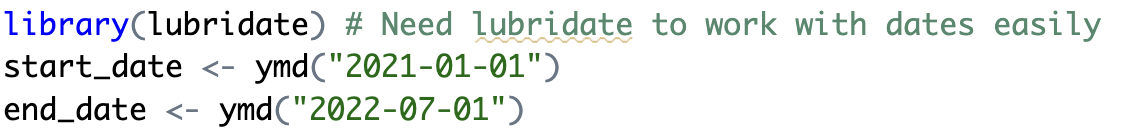 library(lubridate) # Need lubridate to work with dates easily
start_date <- ymd("2021-01-01")
end_date <- ymd("2022-07-01")